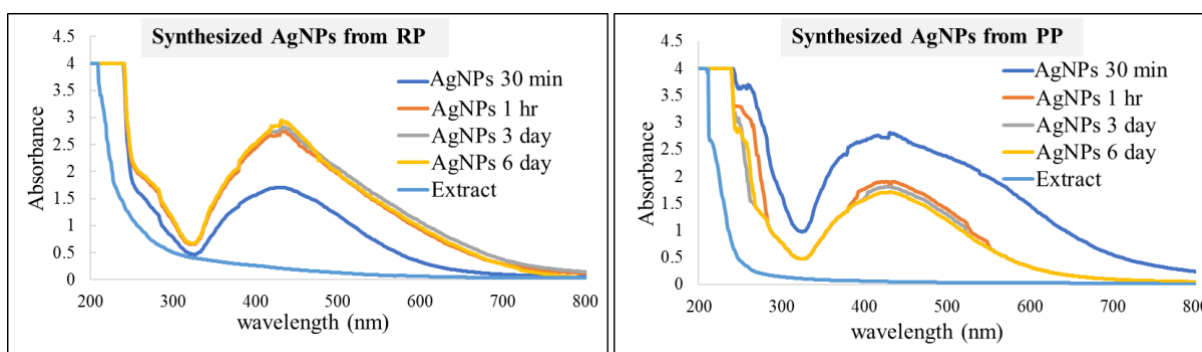 Synthesized AgNPs from RP
4.5
4
3.5
3
2.5
2
1.5
1
0.5
0
Absorbance
AgNPs 30 min
AgNPs 1 hr
AgNPs 3 day
AgNPs 6 day
Extract
200 300 400 500 600 700 800
wavelength (nm)
Synthesized AgNPs from PP
4.5
4
3.5
3
2.5
2
1.5
1
0.5
0
Absorbance
AgNPs 30 min
AgNPs 1 hr
AgNPs 3 day
AgNPs 6 day
Extract
200 300 400 500 600 700 800
wavelength (nm)